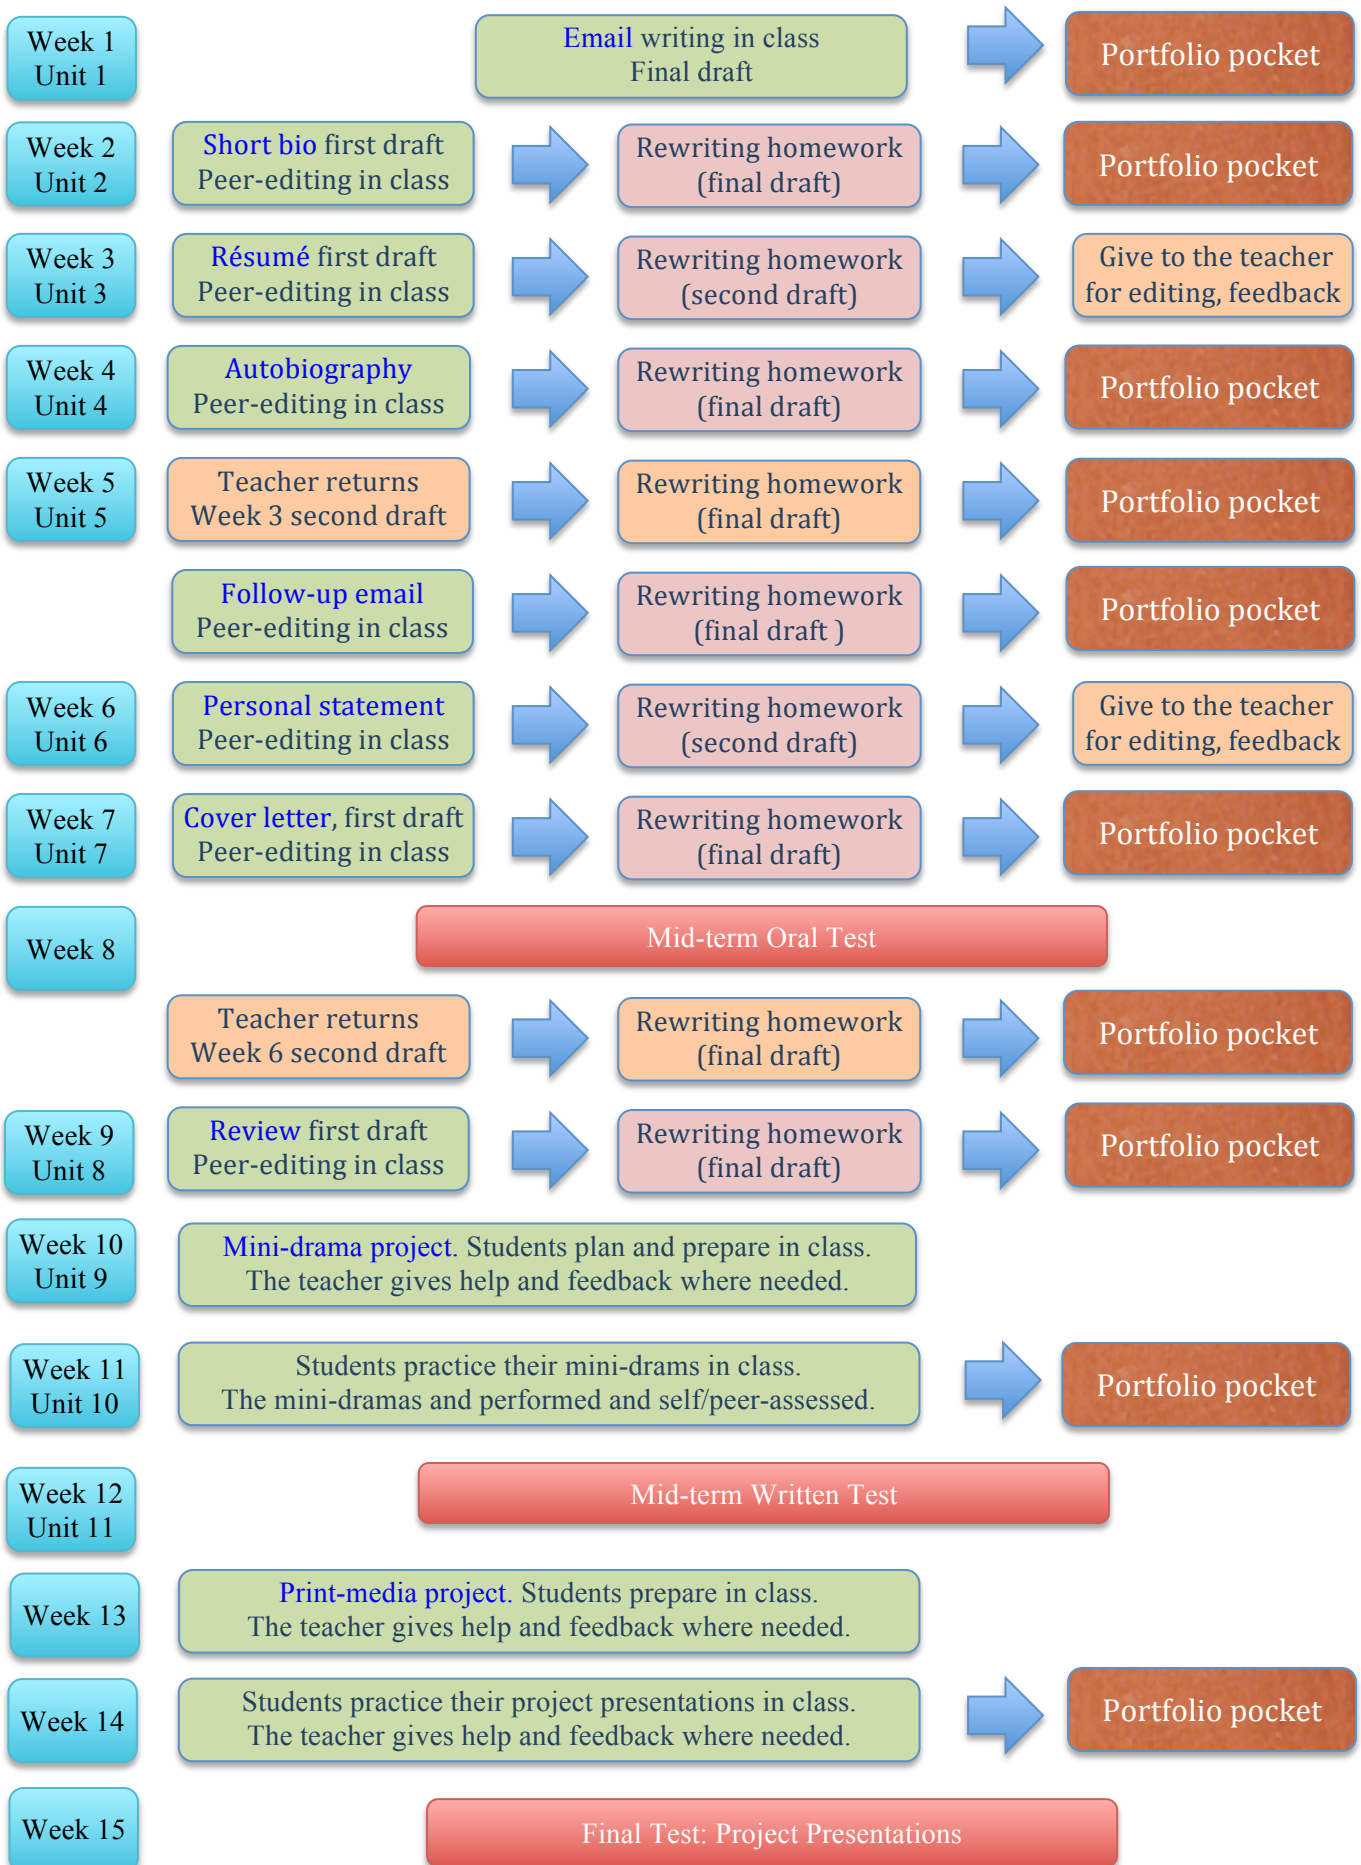 Week 1
Unit 1
Email writing in class
Final draft
Portfolio pocket
Week 2
Unit 2
Short bio first draft
Peer-editing in class
Rewriting homework
(final draft)
Portfolio pocket
Week 3
Unit 3
Résumé first draft
Peer-editing in class
Rewriting homework
(second draft)
Give to the teacher
for editing, feedback
Week 4
Unit 4
Autobiography
Peer-editing in class
Rewriting homework
(final draft)
Portfolio pocket
Week 5
Unit 5
Teacher returns
Week 3 second draft
Rewriting homework
(final draft)
Portfolio pocket
Follow-up email
Peer-editing in class
Rewriting homework
(final draft )
Portfolio pocket
Week 6
Unit 6
Personal statement
Peer-editing in class
Rewriting homework
(second draft)
Give to the teacher
for editing, feedback
Week 7
Unit 7
Cover letter, first draft
Peer-editing in class
Rewriting homework
(final draft)
Portfolio pocket
Week 8
Mid-term Oral Test
Teacher returns
Week 6 second draft
Rewriting homework
(final draft)
Portfolio pocket
Week 9
Unit 8
Review first draft
Peer-editing in class
Rewriting homework
(final draft)
Portfolio pocket
Week 10
Unit 9
Mini-drama project. Students plan and prepare in class.
The teacher gives help and feedback where needed.
Week 11
Unit 10
Students practice their mini-drams in class.
The mini-dramas and performed and self/peer-assessed.
Portfolio pocket
Week 12
Unit 11
Mid-term Written Test
Week 13
Print-media project. Students prepare in class.
The teacher gives help and feedback where needed.
Week 14
Students practice their project presentations in class.
The teacher gives help and feedback where needed.
Portfolio pocket
Week 15
Final Test: Project Presentations